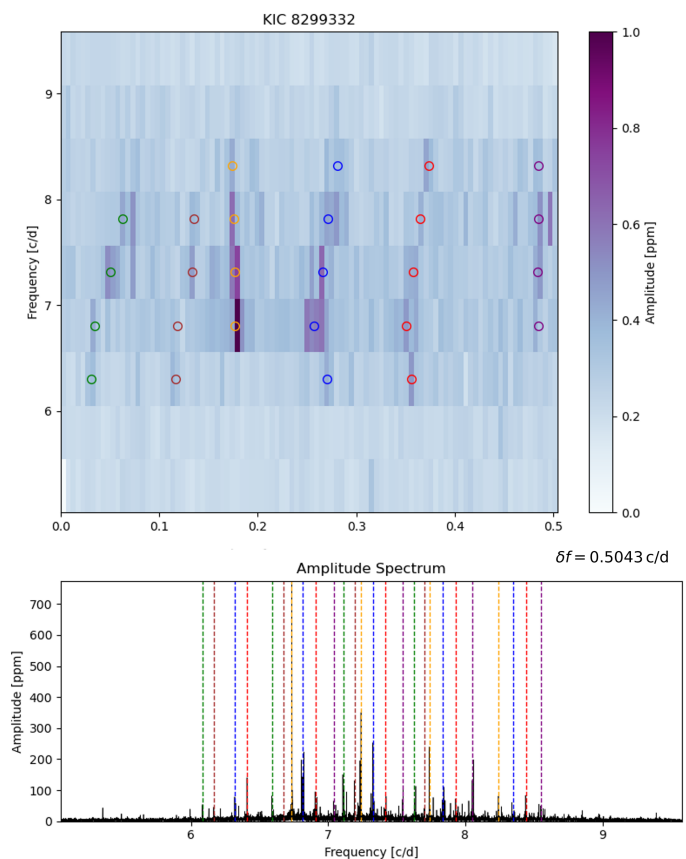 KIC 8299332
Frequency [c/d]
9
8
7
6
0.0 0.1 0.2 0.3 0.4 0.5
1.0
0.8
0.6
0.4
0.2
0.0
Amplitude [ppm]
δf = 0.5043 c/d
Amplitude Spectrum
Amplitude [ppm]
700
600
500
400
300
200
100
0
6 7 8 9
Frequency [c/d]